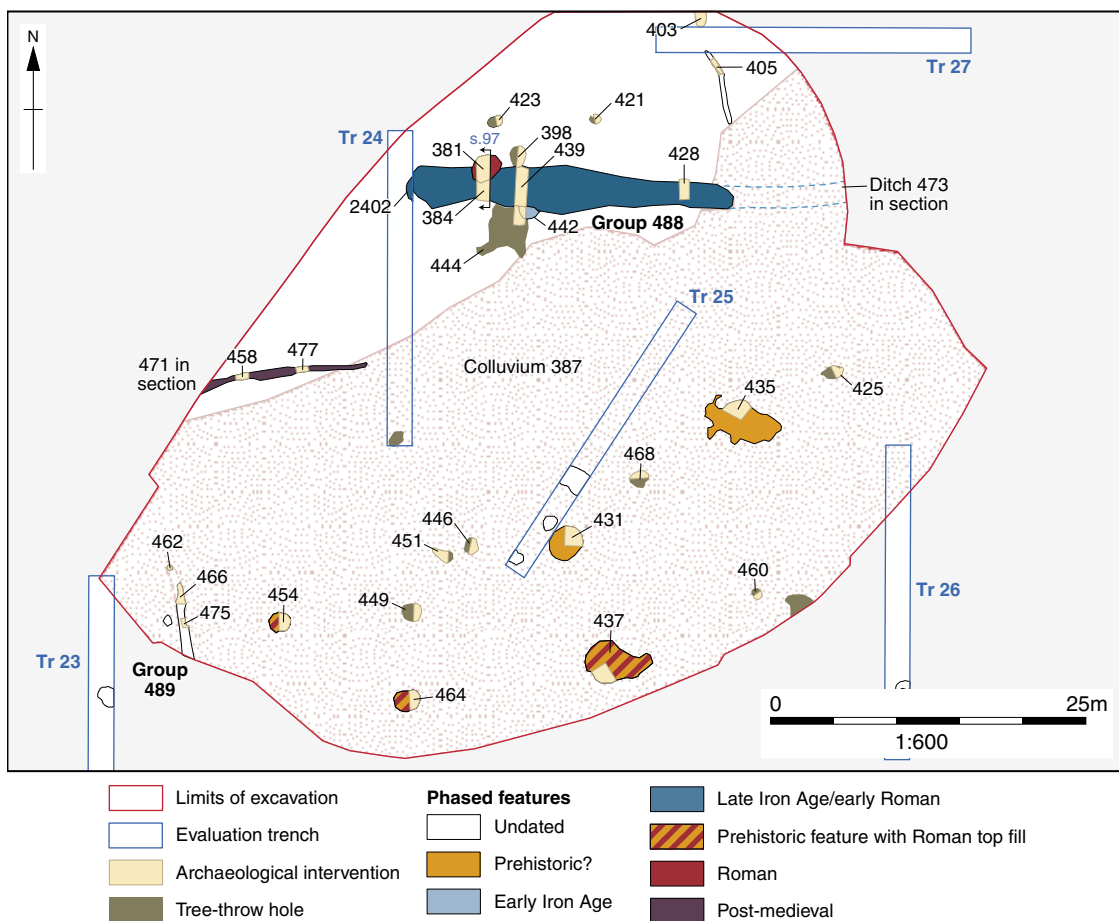 N
403
Tr 27
405
423
421
Tr 24
s.97
398
381
439
428
Ditch 473
in section
2402
384
442
Group 488
444
Tr 25
471 in
section
458
477
Colluvium 387
425
435
468
446
451
431
462
466
475
454
449
460
Tr 26
437
Tr 23
Group
489
464
0
25m
1:600
Limits of excavation
Evaluation trench
Archaeological intervention
Tree-throw hole
Phased features
Undated
Prehistoric?
Early Iron Age
Late Iron Age/early Roman
Prehistoric feature with Roman top fill
Roman
Post-medieval